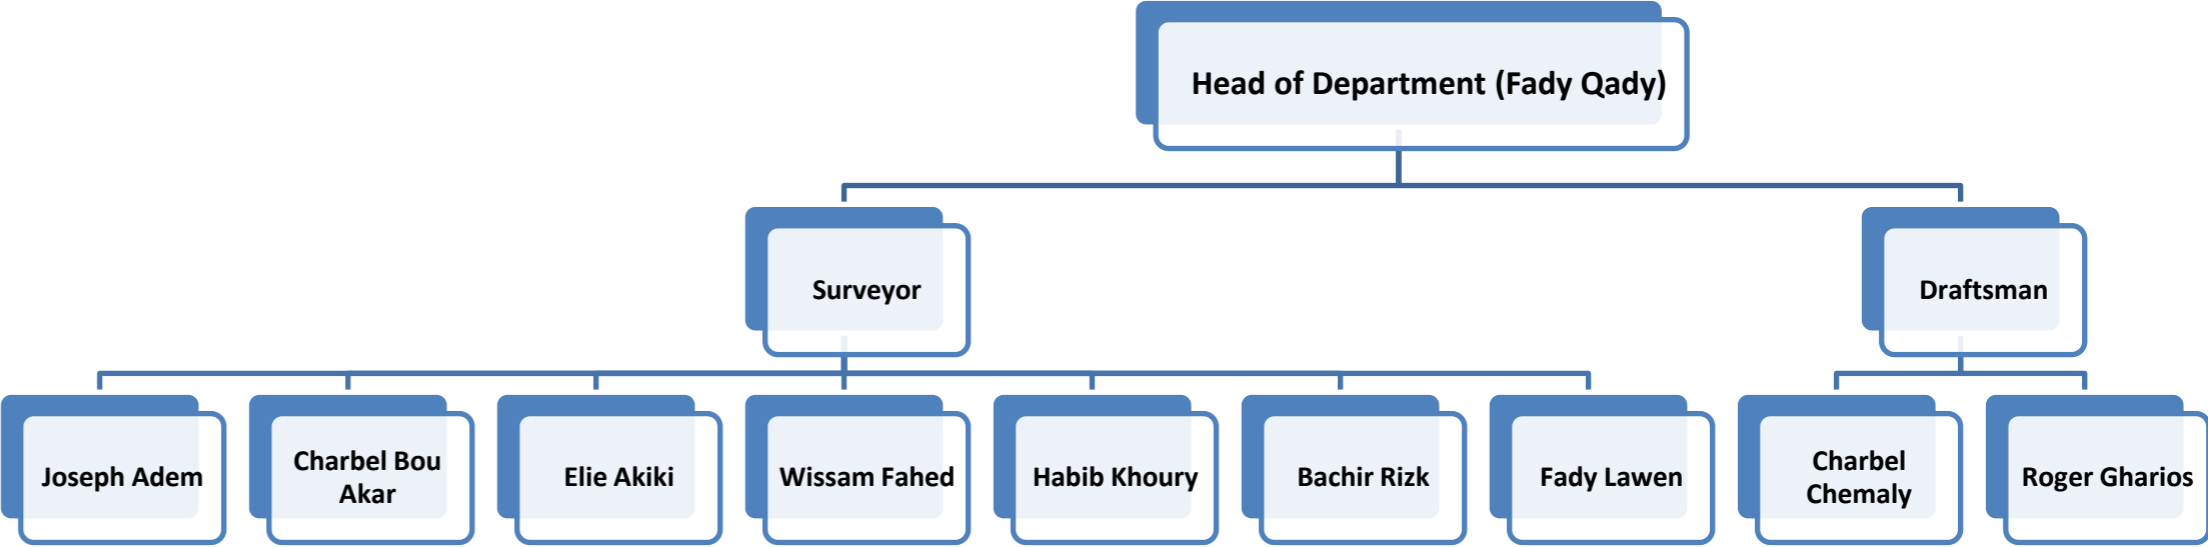 Head of Department (Fady Qady)
Surveyor
Draftsman
Joseph Adem
Charbel Bou
Akar
Elie Akiki
Wissam Fahed
Habib Khoury
Bachir Rizk
Fady Lawen
Charbel
Chemaly
Roger Gharios